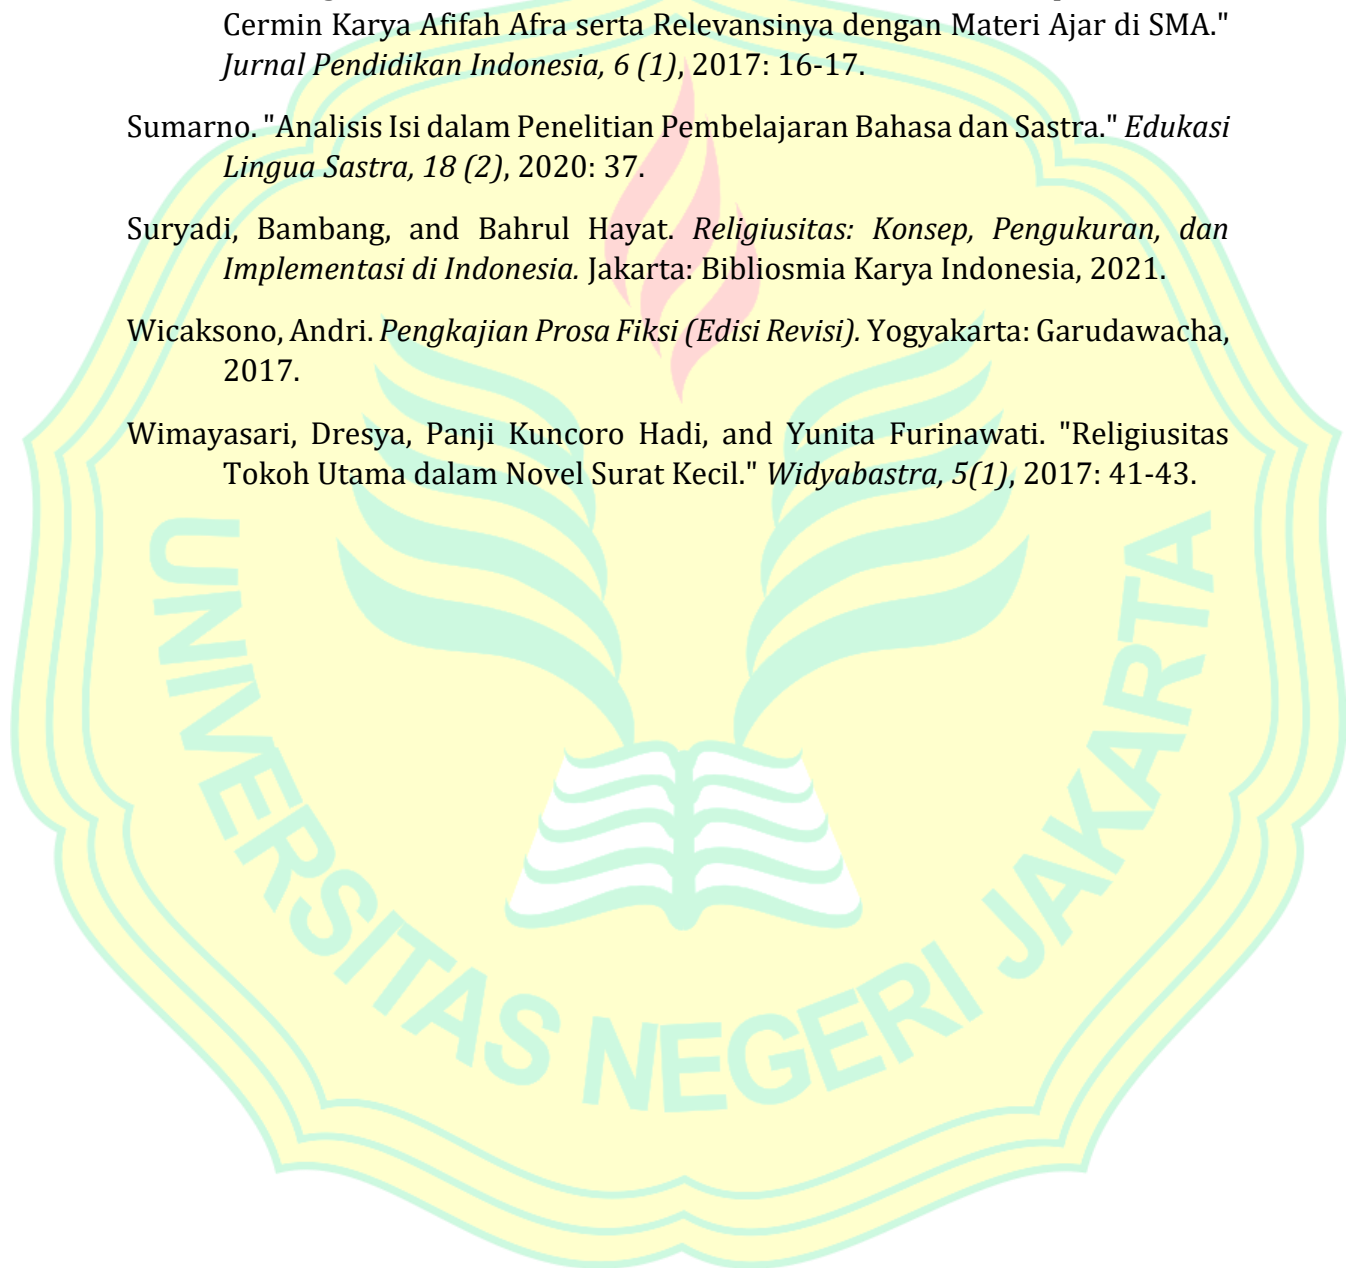 Cermin Karya Afifah Afra serta Relevansinya dengan Materi Ajar di SMA."
Jurnal Pendidikan Indonesia, 6 (1), 2017: 16-17.
Sumarno. "Analisis Isi dalam Penelitian Pembelajaran Bahasa dan Sastra." Edukasi
Lingua Sastra, 18 (2), 2020: 37.
Suryadi, Bambang, and Bahrul Hayat. Religiusitas: Konsep, Pengukuran, dan
Implementasi di Indonesia. Jakarta: Bibliosmia Karya Indonesia, 2021.
Wicaksono, Andri. Pengkajian Prosa Fiksi (Edisi Revisi). Yogyakarta: Garudawacha,
2017.
Wimayasari, Dresya, Panji Kuncoro Hadi, and Yunita Furinawati. "Religiusitas
Tokoh Utama dalam Novel Surat Kecil." Widyabastra, 5(1), 2017: 41-43.
UNIVERSITAS NEGERI JAKARTA